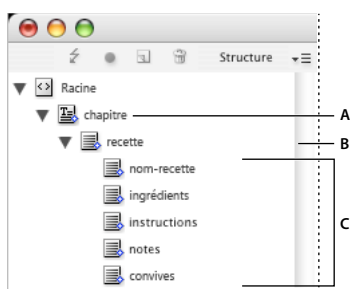 Structure
Racine
chapitre
A
recette
B
nom-recette
ingrédients
instructions
C
notes
convives